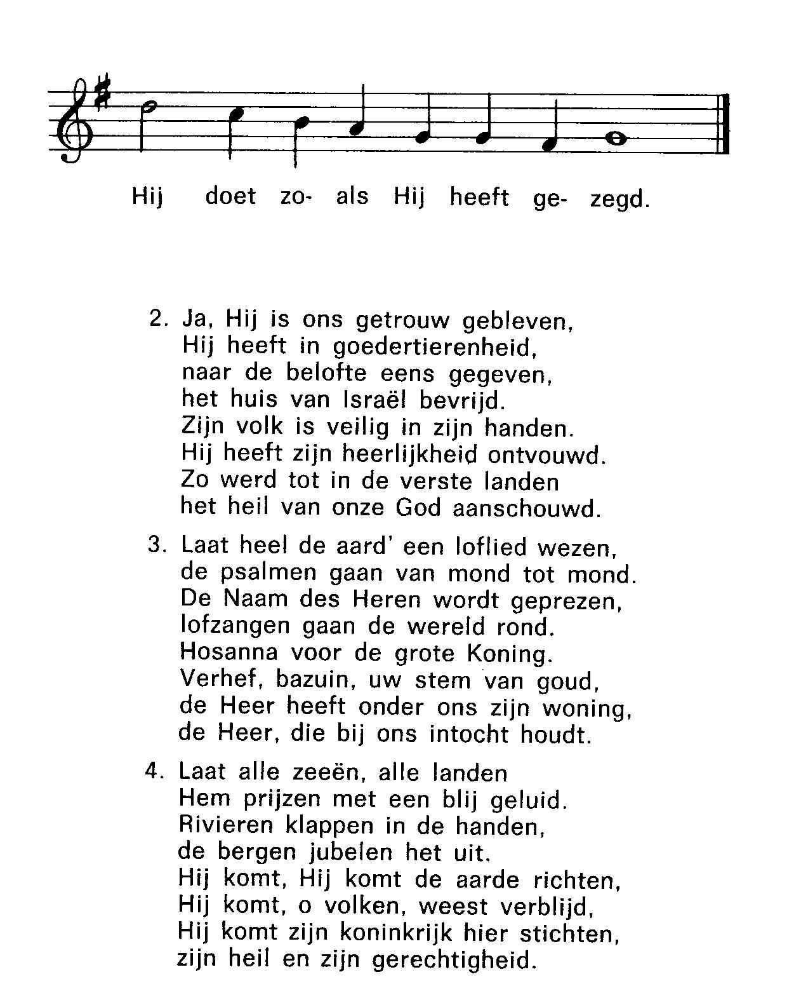 Hij doet zo- als Hij heeft ge- zegd.
2. Ja, Hij is ons getrouw gebleven,
Hij heeft in goedertierenheid,
naar de belofte eens gegeven,
het huis van Israël bevrijd.
Zijn volk is veilig in zijn handen.
Hij heeft zijn heerlijkheid ontvouwd.
Zo werd tot in de verste landen
het heil van onze God aanschouwd.
3. Laat heel de aard' een loflied wezen,
de psalmen gaan van mond tot mond.
De Naam des Heren wordt geprezen,
lofzangen gaan de wereld rond.
Hosanna voor de grote Koning.
Verhef, bazuin, uw stem van goud,
de Heer heeft onder ons zijn woning,
de Heer, die bij ons intocht houdt.
4. Laat alle zeeën, alle landen
Hem prijzen met een blij geluid.
Rivieren klappen in de handen,
de bergen jubelen het uit.
Hij komt, Hij komt de aarde richten,
Hij komt, o volken, weest verblijd,
Hij komt zijn koninkrijk hier stichten,
zijn heil en zijn gerechtigheid.